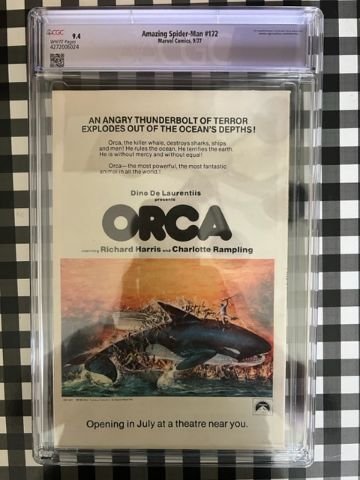 CGC
9.4
WHITE Pages
4272006024
Amazing Spider-Man #172
Marvel Comics, 9/77
AN ANGRY THUNDERBOLT OF TERROR
EXPLODES OUT OF THE OCEAN'S DEPTHS!
Orca, the killer whale, destroys sharks, ships
and men! He rules the ocean. He terrifies the earth.
He is without mercy and without equal!
Orca—the most powerful, the most fantastic
animal in all the world!
Dino De Laurentiis
presents
ORCA
starring Richard Harris and Charlotte Rampling
Opening in July at a theatre near you.